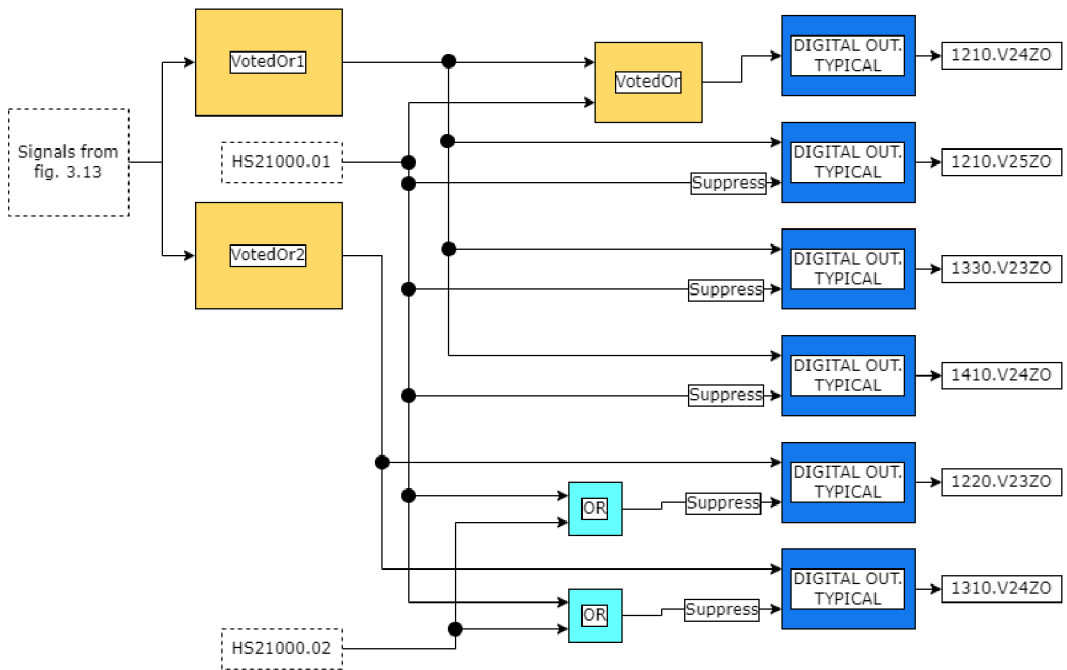 VotedOr1
VotedOr
DIGITAL OUT.
TYPICAL
1210.V24ZO
Signals from
fig. 3.13
HS21000.01
DIGITAL OUT.
TYPICAL
1210.V25ZO
Suppress
VotedOr2
DIGITAL OUT.
TYPICAL
1330.V23ZO
Suppress
DIGITAL OUT.
TYPICAL
1410.V24ZO
Suppress
DIGITAL OUT.
TYPICAL
1220.V23ZO
OR
Suppress
DIGITAL OUT.
TYPICAL
1310.V24ZO
OR
Suppress
HS21000.02